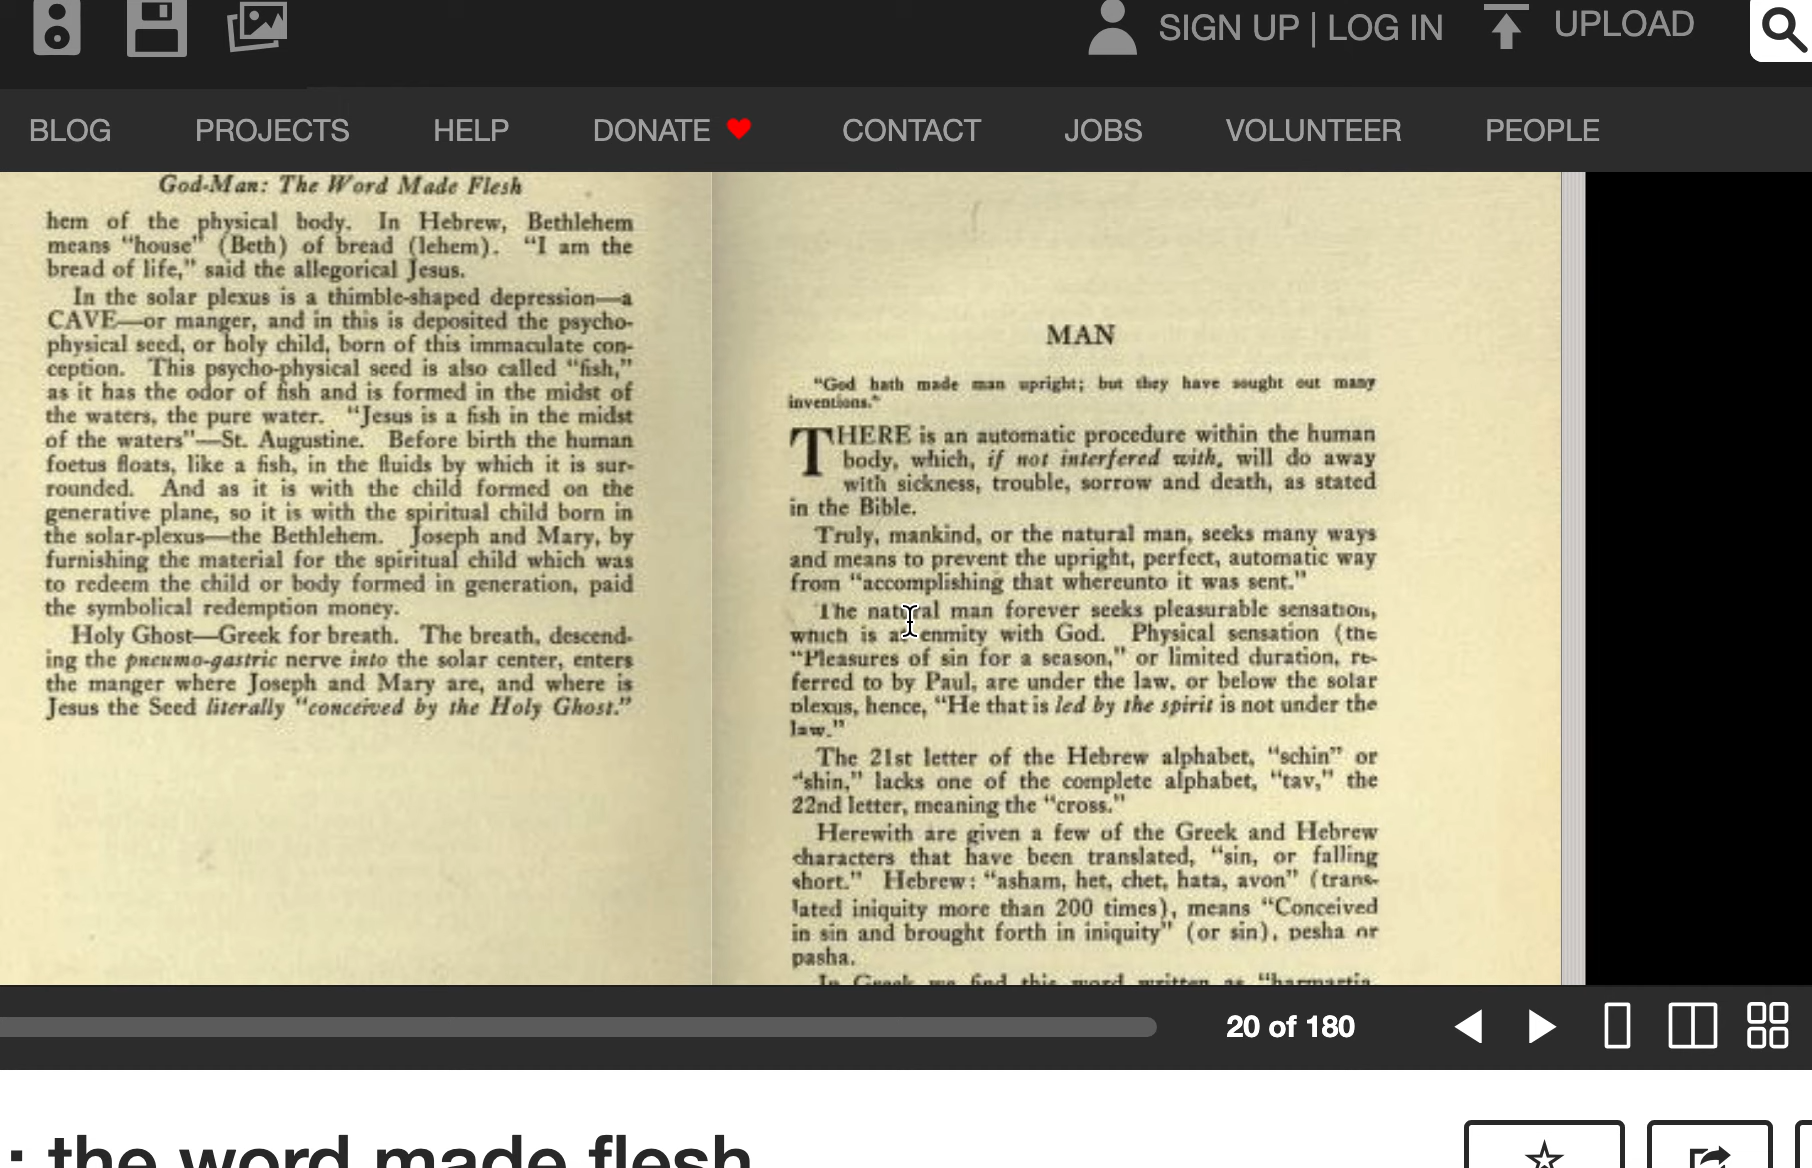 SIGN UP | LOG IN
UPLOAD
BLOG
PROJECTS
HELP
DONATE
CONTACT
JOBS
VOLUNTEER
PEOPLE
God-Man: The Word Made Flesh
hem of the physical body. In Hebrew, Bethlehem
means "house" (Beth) of bread (lehem). "I am the
bread of life," said the allegorical Jesus.
In the solar plexus is a thimble-shaped depression—a
CAVE—or manger, and in this is deposited the psycho-
physical seed, or holy child, born of this immaculate con-
ception. This psycho-physical seed is also called "fish,"
as it has the odor of fish and is formed in the midst of
the waters, the pure water. "Jesus is a fish in the midst
of the waters"—St. Augustine. Before birth the human
foetus floats, like a fish, in the fluids by which it is sur-
rounded. And as it is with the child formed on the
generative plane, so it is with the spiritual child born in
the solar-plexus—the Bethlehem. Joseph and Mary, by
furnishing the material for the spiritual child which was
to redeem the child or body formed in generation, paid
the symbolical redemption money.
Holy Ghost—Greek for breath. The breath, descend-
ing the pneumo-gastric nerve into the solar center, enters
the manger where Joseph and Mary are, and where is
Jesus the Seed literally "conceived by the Holy Ghost."
MAN
"God hath made man upright; but they have sought out many
inventions."
THERE is an automatic procedure within the human
body, which, if not interfered with, will do away
with sickness, trouble, sorrow and death, as stated
in the Bible.
Truly, mankind, or the natural man, seeks many ways
and means to prevent the upright, perfect, automatic way
from "accomplishing that whereunto it was sent."
The natural man forever seeks pleasurable sensation,
which is at enmity with God. Physical sensation (the
"Pleasures of sin for a season," or limited duration, re-
ferred to by Paul, are under the law, or below the solar
plexus, hence, "He that is led by the spirit is not under the
law."
The 21st letter of the Hebrew alphabet, "schin" or
"shin," lacks one of the complete alphabet, "tav," the
22nd letter, meaning the "cross."
Herewith are given a few of the Greek and Hebrew
characters that have been translated, "sin, or falling
short." Hebrew: "asham, het, chet, hata, avon" (trans-
lated iniquity more than 200 times), means "Conceived
in sin and brought forth in iniquity" (or sin), pesha or
pasha.
In Greek we find this word written as "harmartia,
20 of 180
: the word made flesh